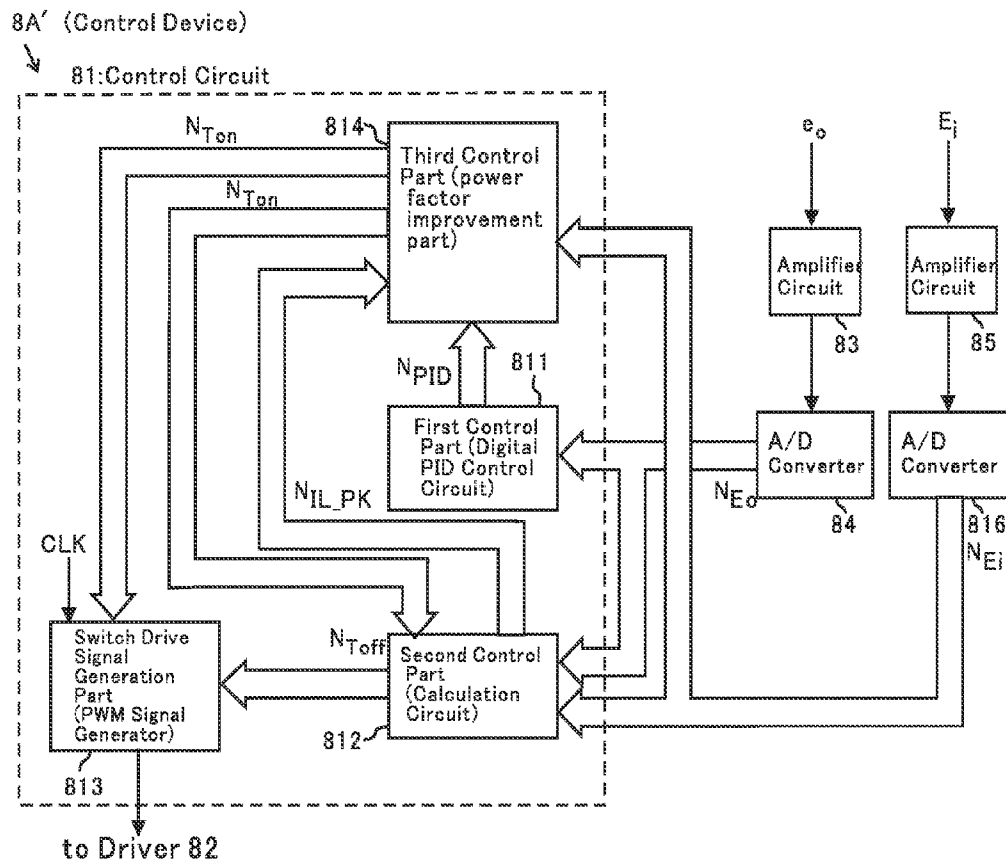 8A′ (Control Device)
81:Control Circuit
N_Ton
814
Third Control
Part (power
factor
improvement
part)
e_o
E_i
N_Ton
Amplifier
Circuit
83
Amplifier
Circuit
85
N_PID
811
First Control
Part (Digital
PID Control
Circuit)
A/D
Converter
N_Eo
84
A/D
Converter
816
N_Ei
N_IL_PK
CLK
Switch Drive
Signal
Generation
Part
(PWM Signal
Generator)
813
N_Toff
Second Control
Part
(Calculation
Circuit)
812
to Driver 82